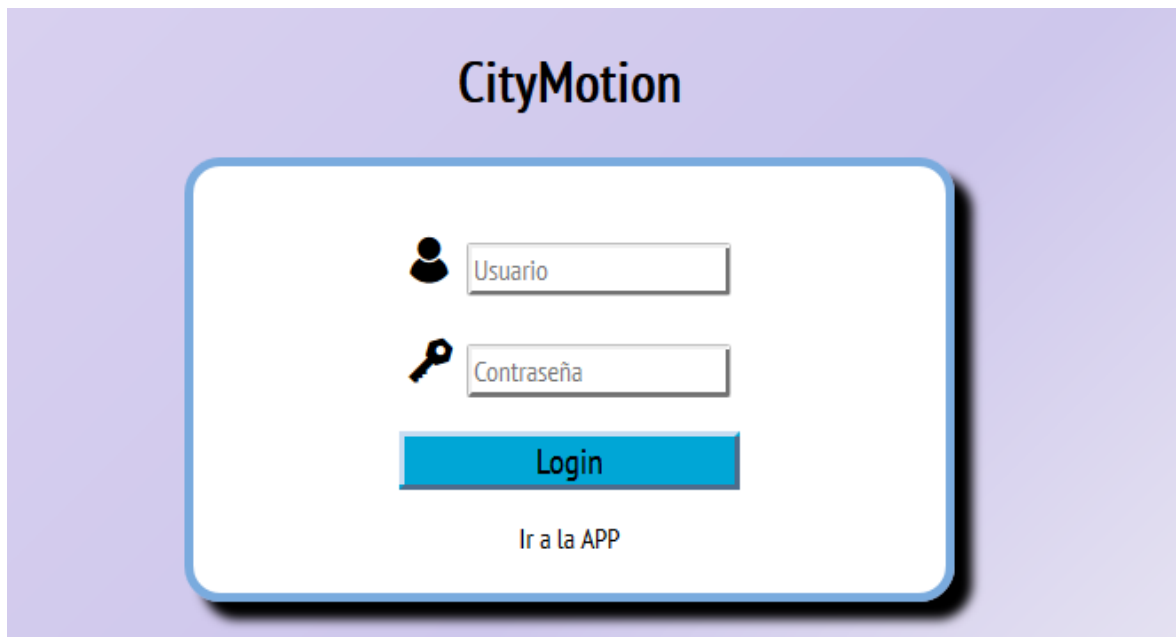 CityMotion
Usuario
Contraseña
Login
Ir a la APP